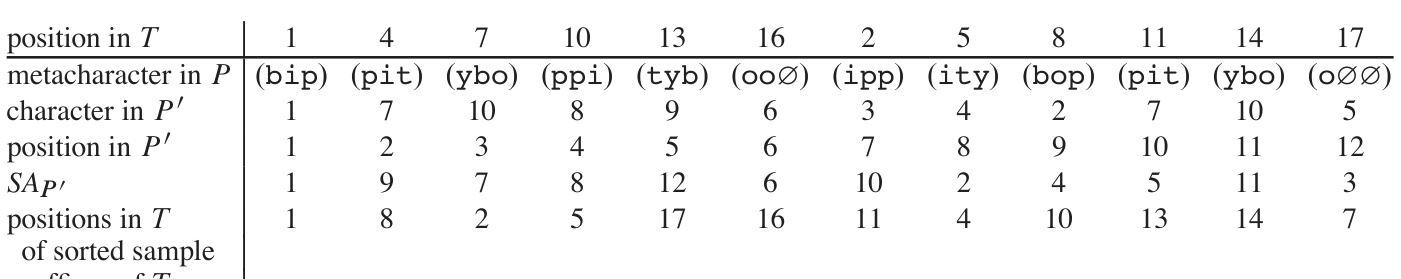 position in T 1 4 7 10 13 16 2 5 8 11 14 17
metacharacter in P (bip) (pit) (ybo) (ppi) (tyb) (oo∅) (ipp) (ity) (bop) (pit) (ybo) (o∅∅)
character in P′ 1 7 10 8 9 6 3 4 2 7 10 5
position in P′ 1 2 3 4 5 6 7 8 9 10 11 12
SAP′ 1 9 7 8 12 6 10 2 4 5 11 3
positions in T 1 8 2 5 17 16 11 4 10 13 14 7
of sorted sample